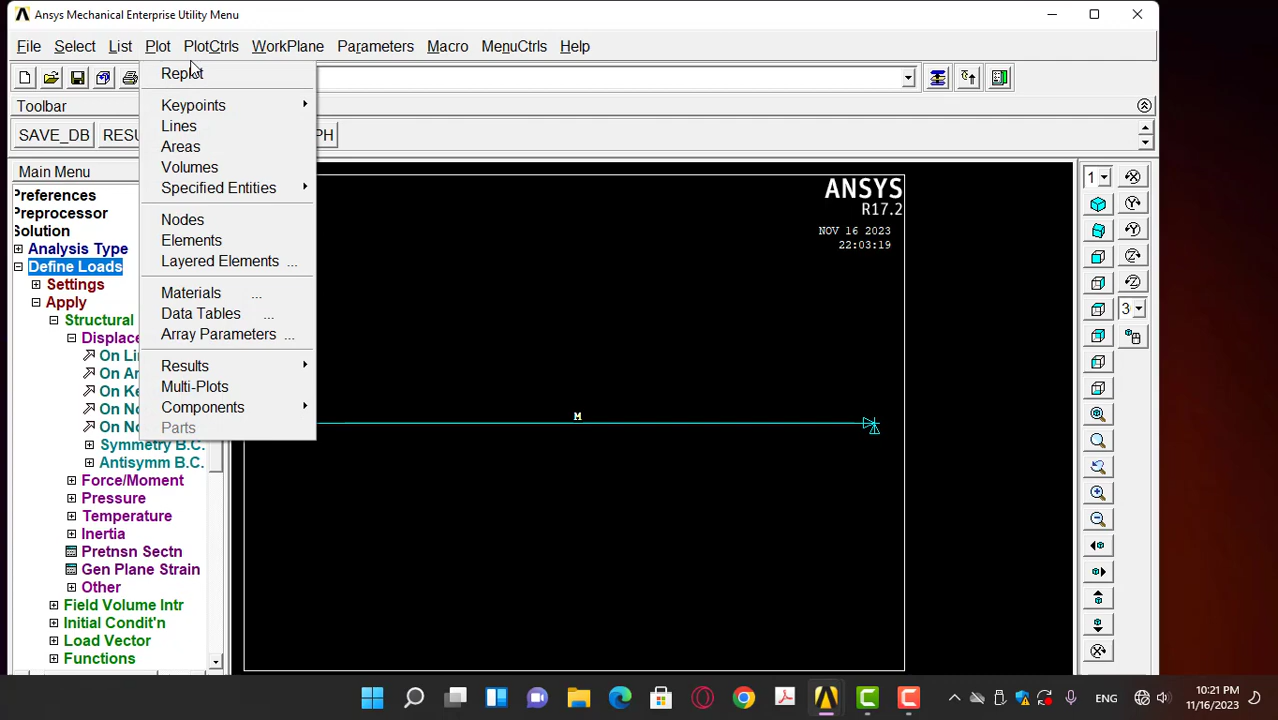 Ansys Mechanical Enterprise Utility Menu
File Select List Plot PlotCtrls WorkPlane Parameters Macro MenuCtrls Help
Replot
Keypoints
Lines
Areas
Volumes
Specified Entities
Nodes
Elements
Layered Elements ...
Materials ...
Data Tables ...
Array Parameters ...
Results
Multi-Plots
Components
Parts
Toolbar
SAVE_DB RESU PH
Main Menu
Preferences
Preprocessor
Solution
Analysis Type
Define Loads
Settings
Apply
Structural
Displace
On Li
On Ar
On Ke
On No
On No
Symmetry B.C.
Antisymm B.C.
Force/Moment
Pressure
Temperature
Inertia
Pretnsn Sectn
Gen Plane Strain
Other
Field Volume Intr
Initial Condit'n
Load Vector
Functions
ANSYS
R17.2
NOV 16 2023
22:03:19
M
1
3
ENG
10:21 PM
11/16/2023